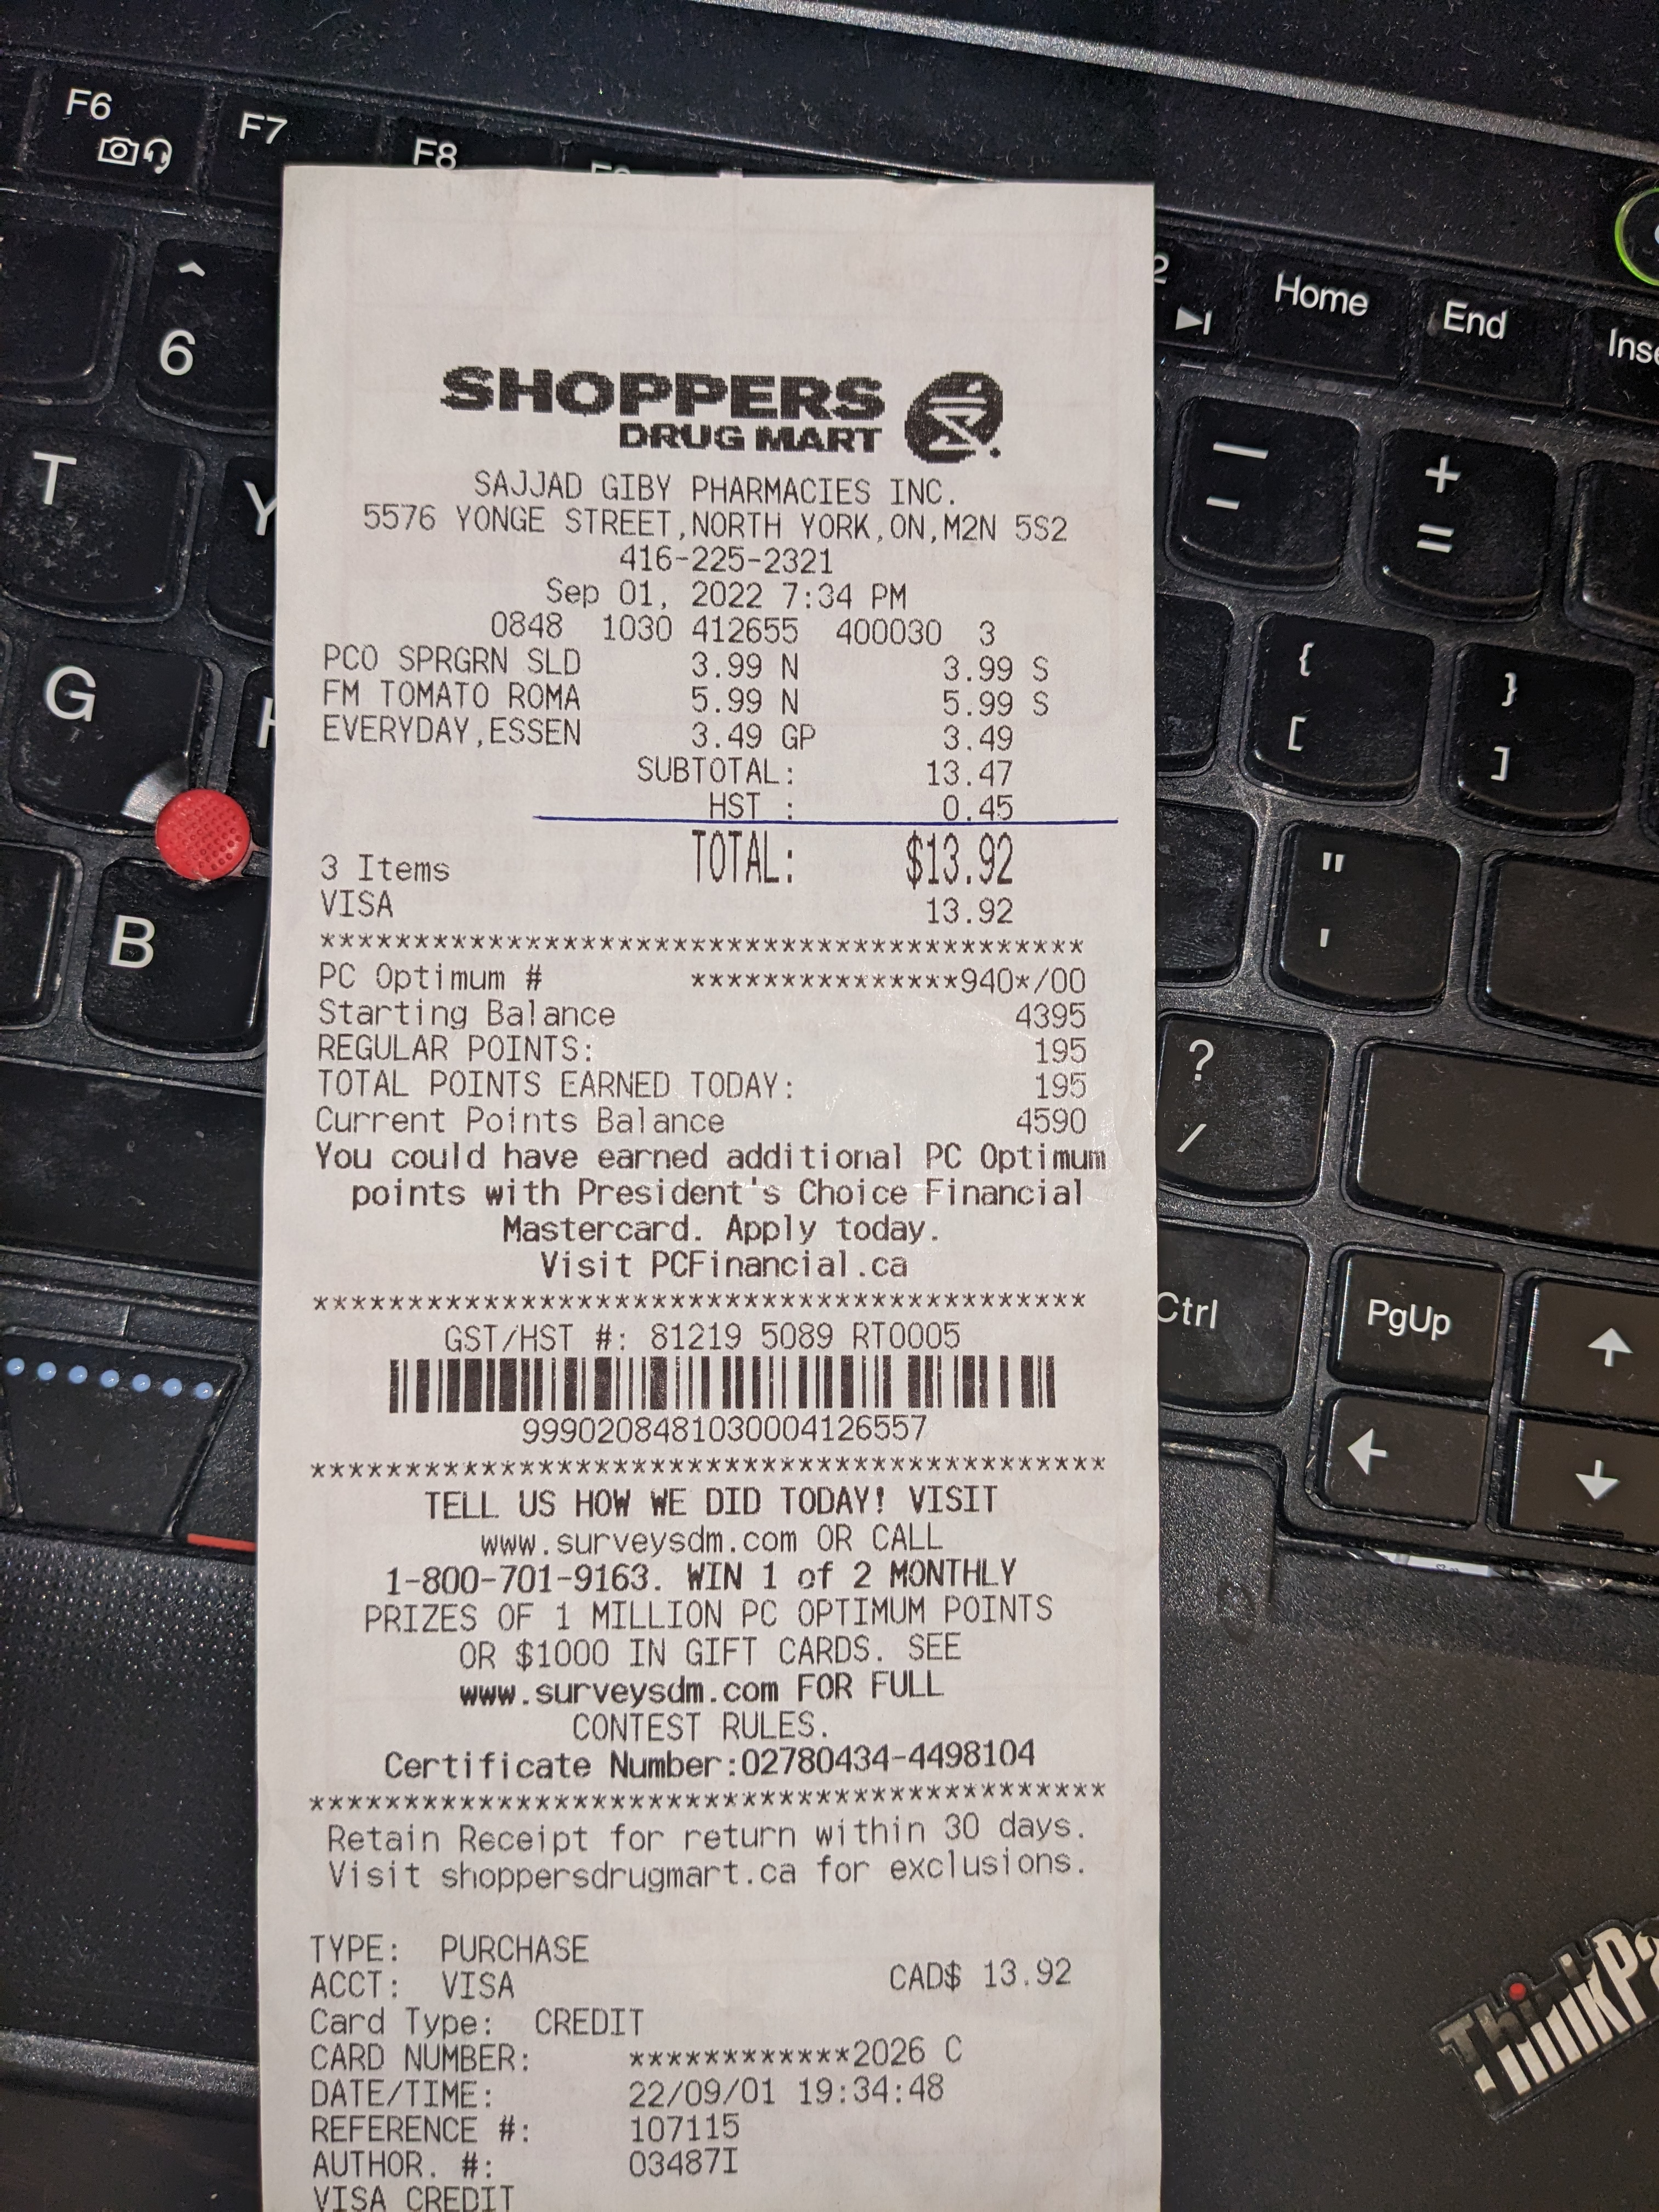 F6
F7
F8
^
6
T
Y
G
H
B
2
Home
End
—
-
+
=
{
[
}
]
"
'
?
/
Ctrl
PgUp
SHOPPERS
DRUG MART
SAJJAD GIBY PHARMACIES INC.
5576 YONGE STREET,NORTH YORK,ON,M2N 5S2
416-225-2321
Sep 01, 2022 7:34 PM
0848 1030 412655 400030 3
PCO SPRGRN SLD 3.99 N 3.99 S
FM TOMATO ROMA 5.99 N 5.99 S
EVERYDAY,ESSEN 3.49 GP 3.49
SUBTOTAL: 13.47
HST : 0.45
3 Items TOTAL: $13.92
VISA 13.92
*****************************************
PC Optimum # ***************940*/00
Starting Balance 4395
REGULAR POINTS: 195
TOTAL POINTS EARNED TODAY: 195
Current Points Balance 4590
You could have earned additional PC Optimum
points with President's Choice Financial
Mastercard. Apply today.
Visit PCFinancial.ca
*****************************************
GST/HST #: 81219 5089 RT0005
9990208481030004126557
*****************************************
TELL US HOW WE DID TODAY! VISIT
www.surveysdm.com OR CALL
1-800-701-9163. WIN 1 of 2 MONTHLY
PRIZES OF 1 MILLION PC OPTIMUM POINTS
OR $1000 IN GIFT CARDS. SEE
www.surveysdm.com FOR FULL
CONTEST RULES.
Certificate Number:02780434-4498104
*****************************************
Retain Receipt for return within 30 days.
Visit shoppersdrugmart.ca for exclusions.
TYPE: PURCHASE
ACCT: VISA CAD$ 13.92
Card Type: CREDIT
CARD NUMBER: ************2026 C
DATE/TIME: 22/09/01 19:34:48
REFERENCE #: 107115
AUTHOR. #: 03487I
VISA CREDIT